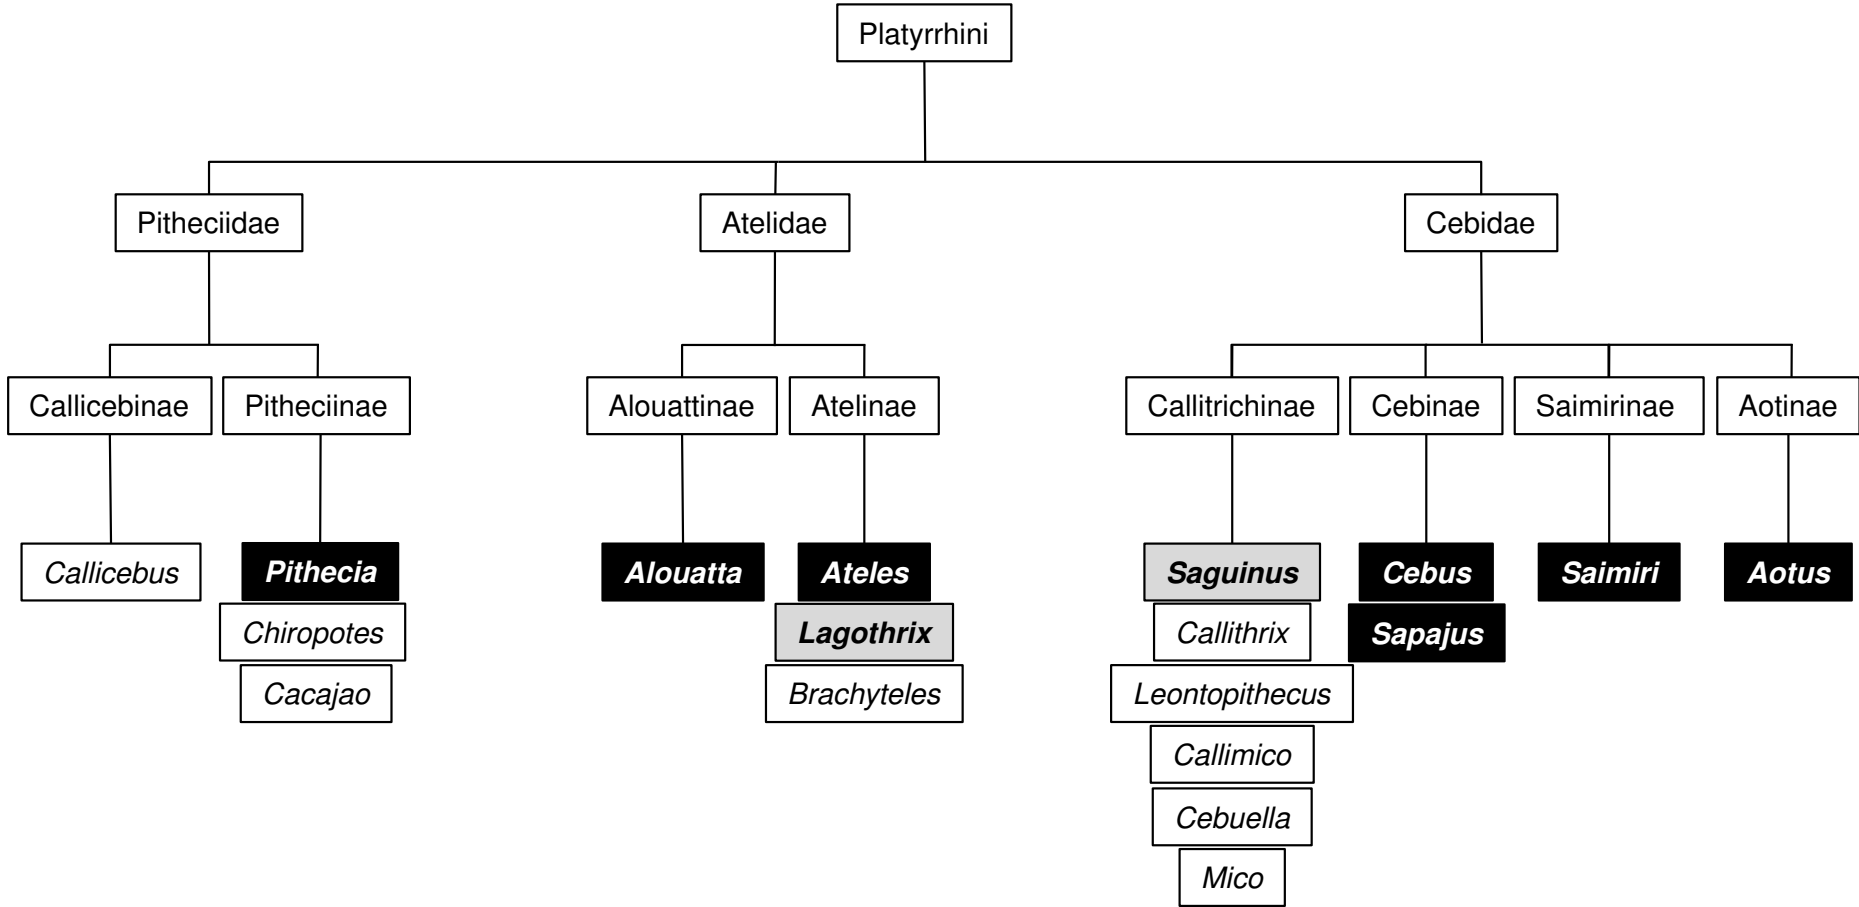 Platyrrhini
Pitheciidae
Atelidae
Cebidae
Callicebinae
Pitheciinae
Alouattinae
Atelinae
Callitrichinae
Cebinae
Saimirinae
Aotinae
Callicebus
Pithecia
Chiropotes
Cacajao
Alouatta
Ateles
Lagothrix
Brachyteles
Saguinus
Callithrix
Leontopithecus
Callimico
Cebuella
Mico
Cebus
Sapajus
Saimiri
Aotus